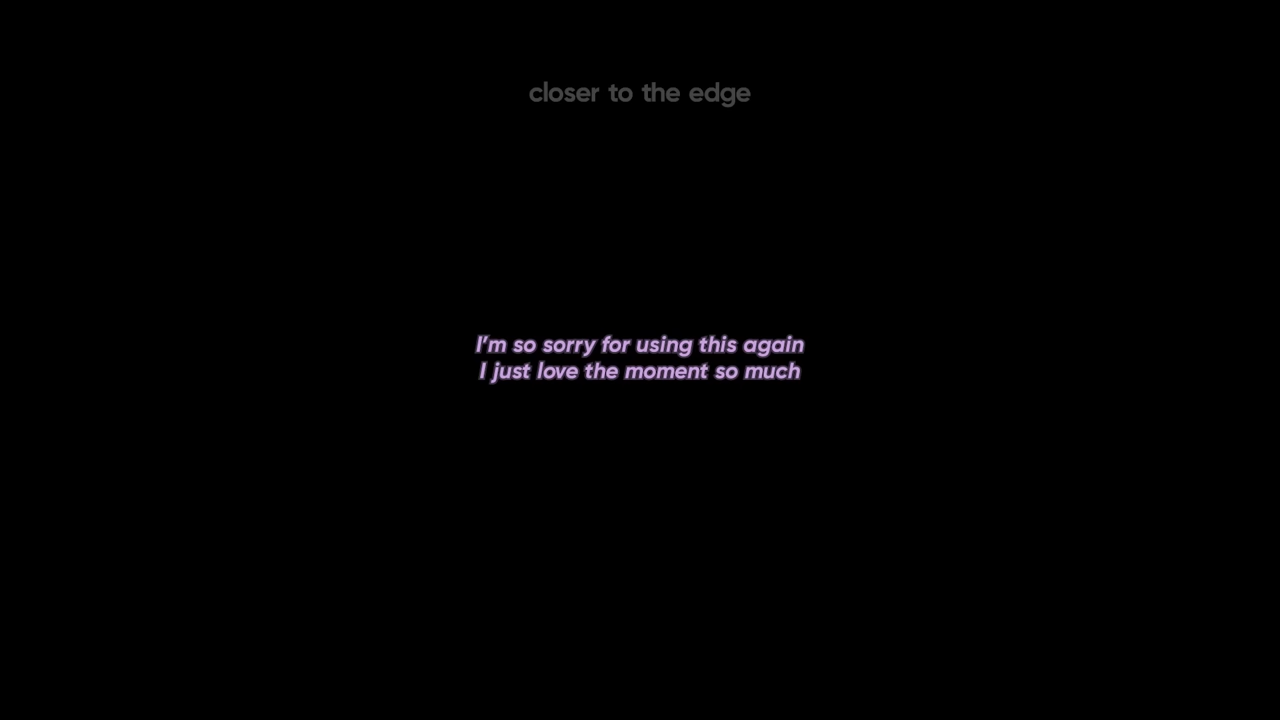 closer to the edge
I'm so sorry for using this again
I just love the moment so much